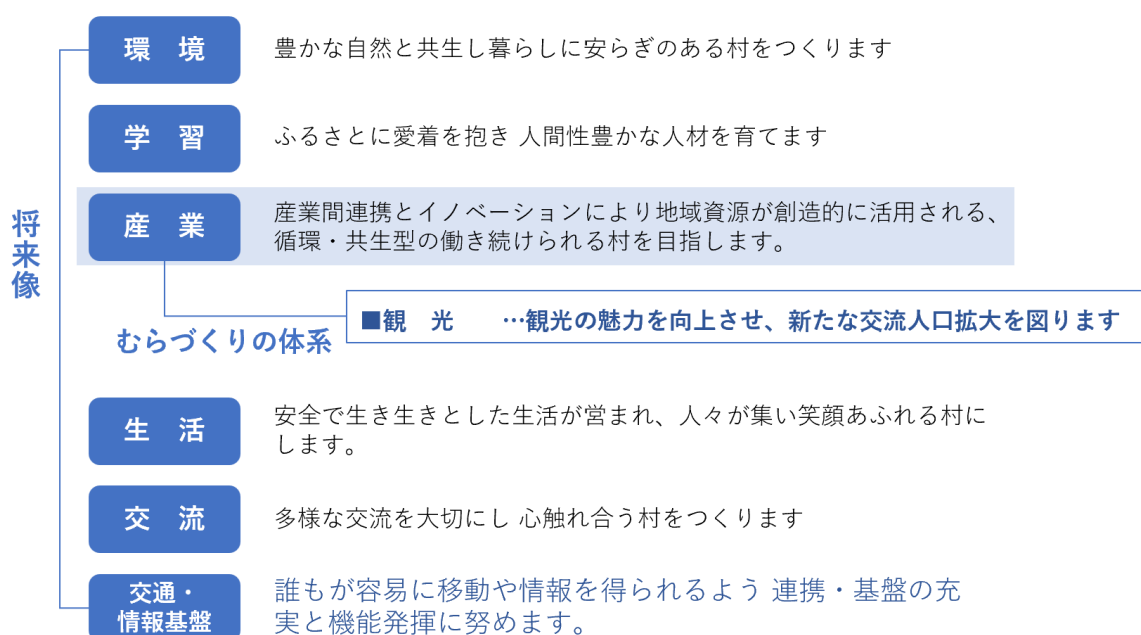 環　境
豊かな自然と共生し暮らしに安らぎのある村をつくります
学　習
ふるさとに愛着を抱き 人間性豊かな人材を育てます
将来像
産　業
産業間連携とイノベーションにより地域資源が創造的に活用される、
循環・共生型の働き続けられる村を目指します。
■観　光　　…観光の魅力を向上させ、新たな交流人口拡大を図ります
むらづくりの体系
生　活
安全で生き生きとした生活が営まれ、人々が集い笑顔あふれる村に
します。
交　流
多様な交流を大切にし 心触れ合う村をつくります
交通・
情報基盤
誰もが容易に移動や情報を得られるよう 連携・基盤の充
実と機能発揮に努めます。